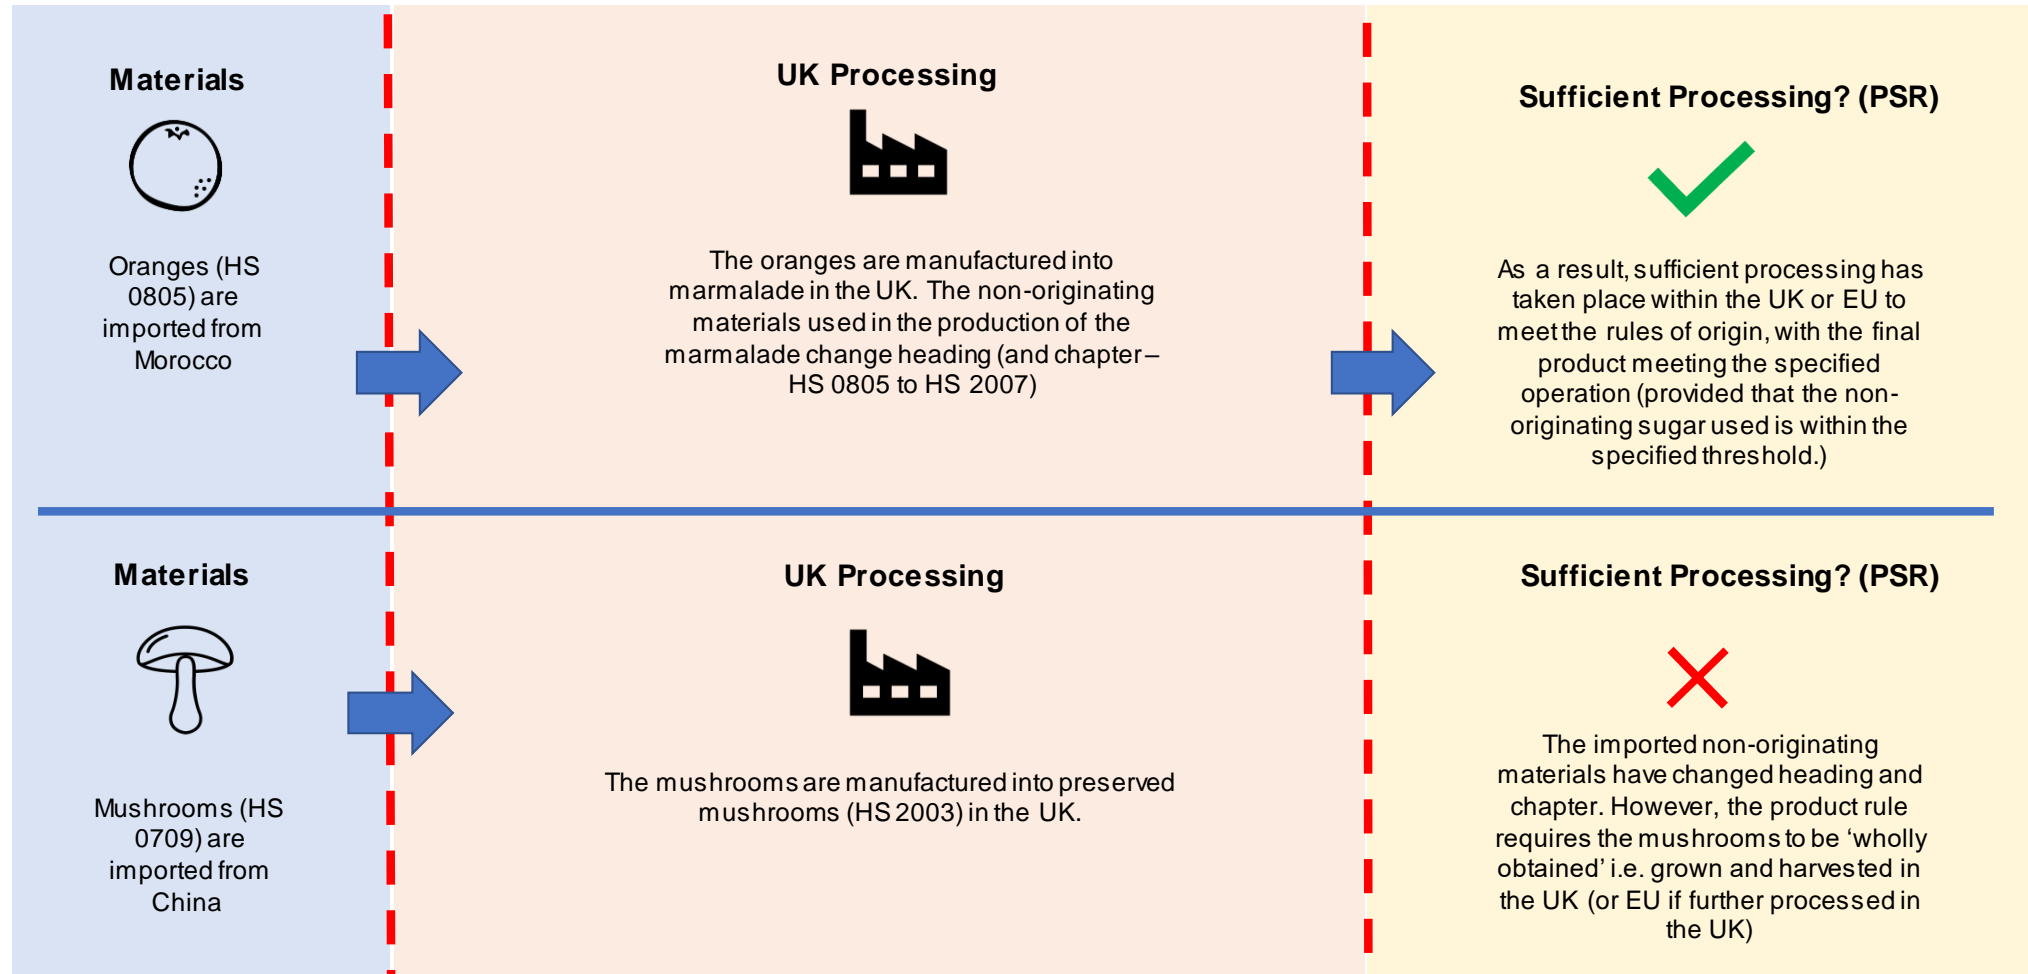 Materials
Oranges (HS
0805) are
imported from
Morocco
UK Processing
The oranges are manufactured into
marmalade in the UK. The non-originating
materials used in the production of the
marmalade change heading (and chapter –
HS 0805 to HS 2007)
Sufficient Processing? (PSR)
As a result, sufficient processing has
taken place within the UK or EU to
meet the rules of origin, with the final
product meeting the specified
operation (provided that the non-
originating sugar used is within the
specified threshold.)
Materials
Mushrooms (HS
0709) are
imported from
China
UK Processing
The mushrooms are manufactured into preserved
mushrooms (HS 2003) in the UK.
Sufficient Processing? (PSR)
The imported non-originating
materials have changed heading and
chapter. However, the product rule
requires the mushrooms to be ‘wholly
obtained’ i.e. grown and harvested in
the UK (or EU if further processed in
the UK)